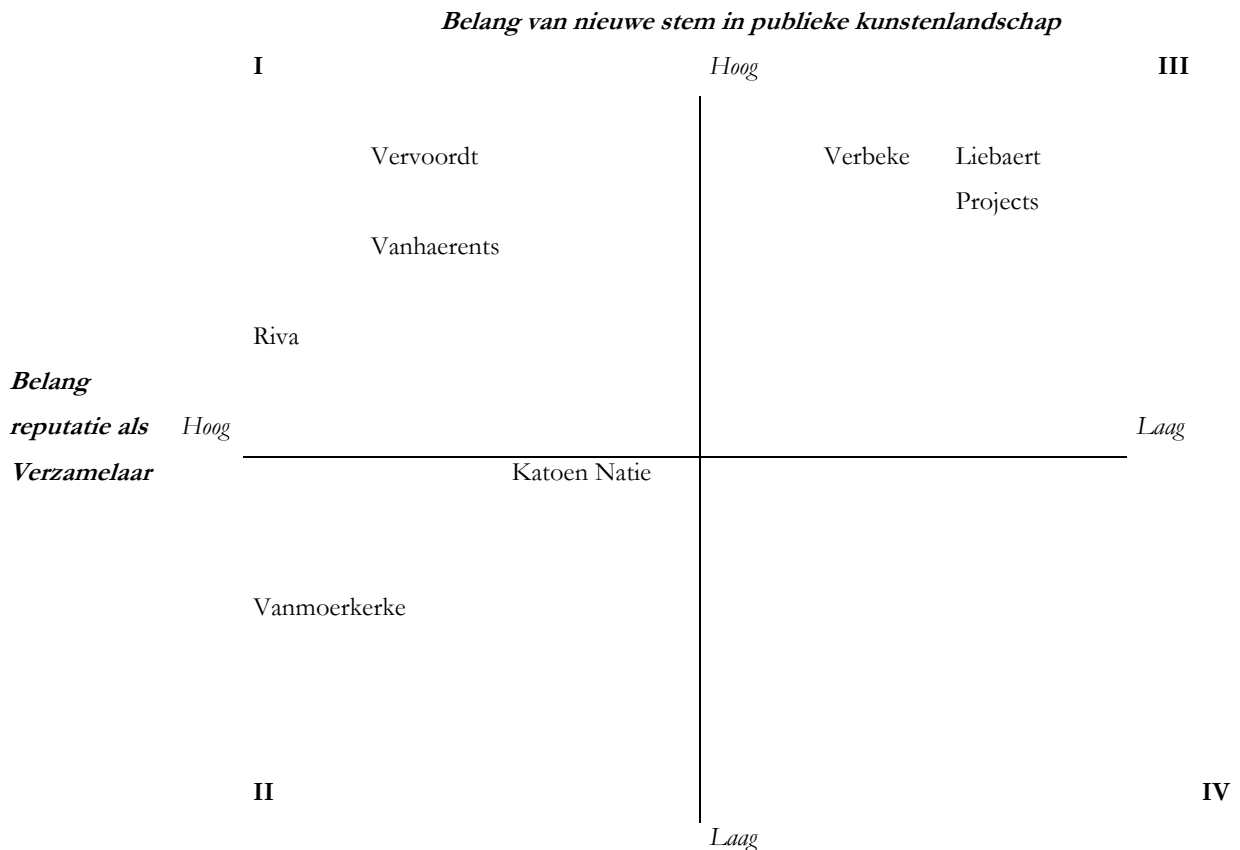 Belang van nieuwe stem in publieke kunstenlandschap
I Hoog III
Vervoordt Verbeke Liebaert
Projects
Vanhaerents
Riva
Belang
reputatie als Hoog Laag
Verzamelaar Katoen Natie
Vanmoerkerke
II IV
Laag